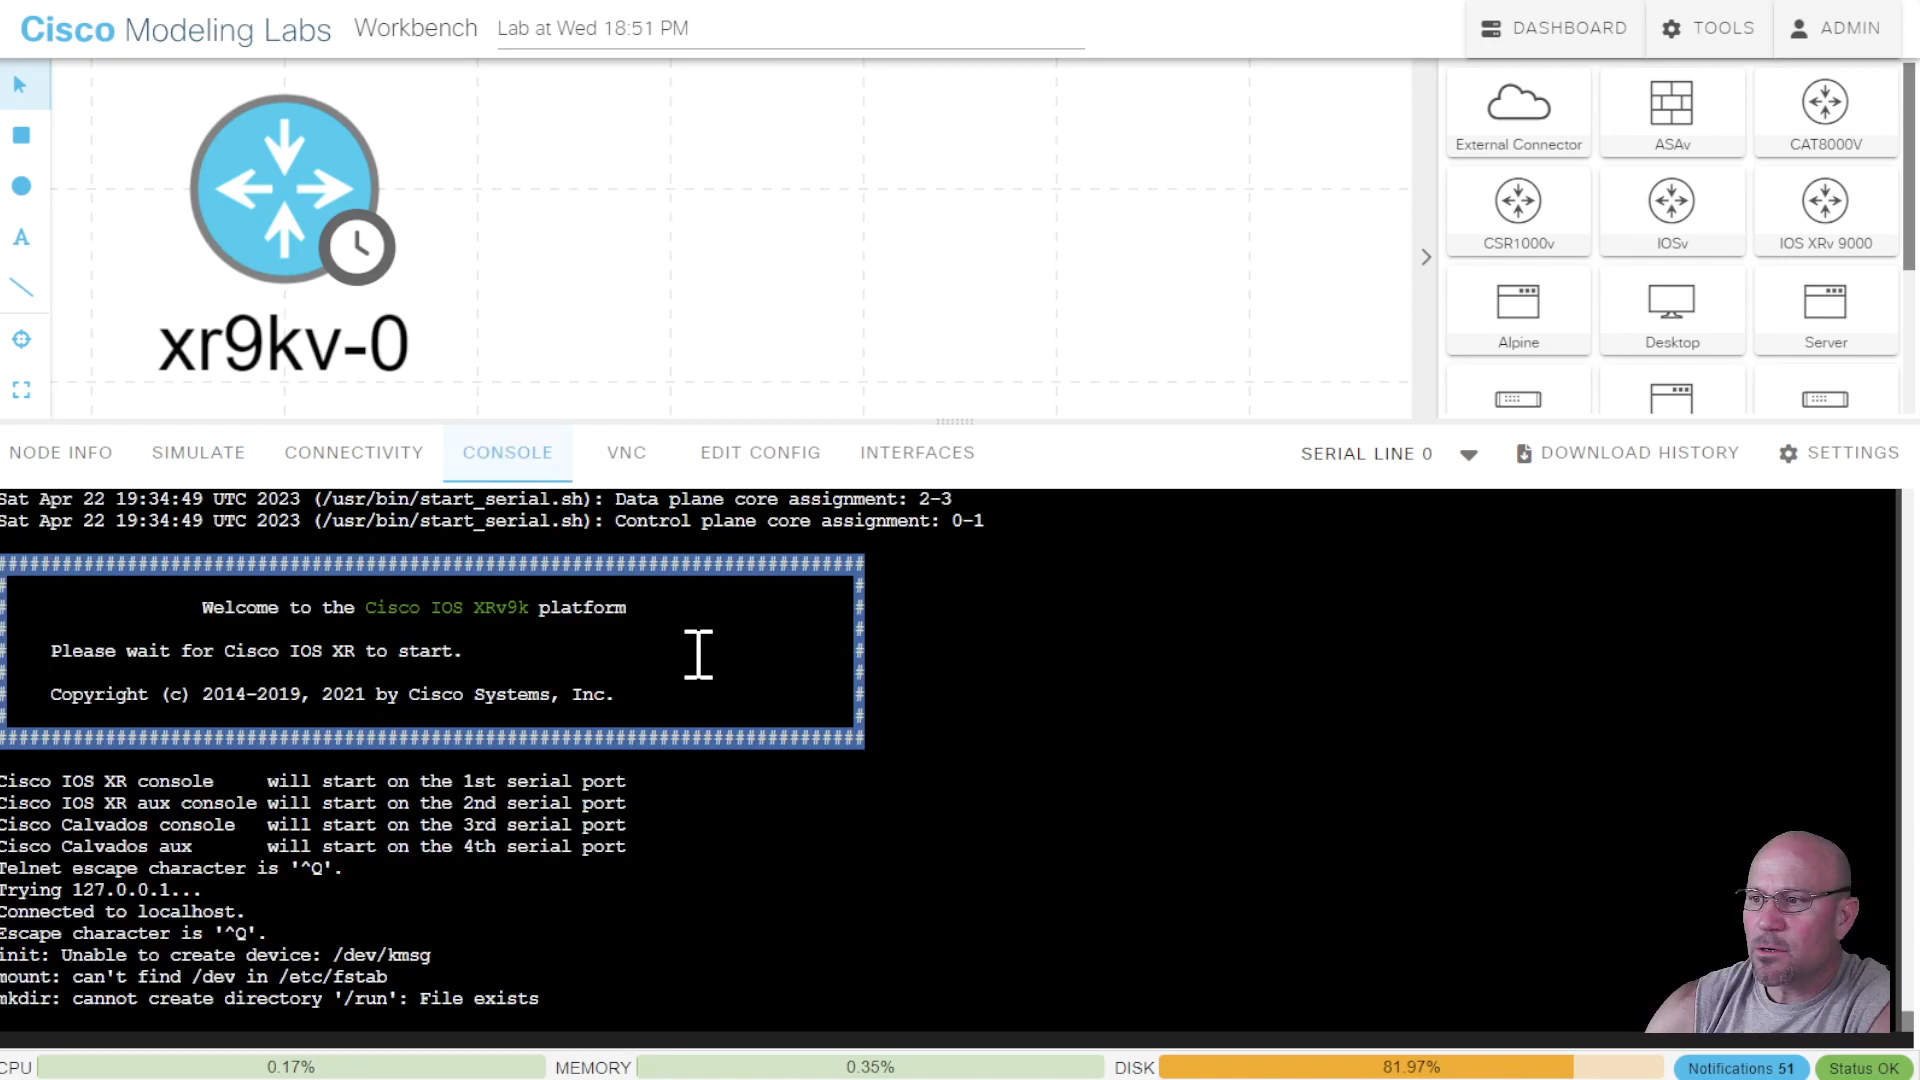 Cisco Modeling Labs Workbench Lab at Wed 18:51 PM DASHBOARD TOOLS ADMIN
External Connector ASAv CAT8000V
CSR1000v IOSv IOS XRv 9000
Alpine Desktop Server
xr9kv-0
NODE INFO SIMULATE CONNECTIVITY CONSOLE VNC EDIT CONFIG INTERFACES SERIAL LINE 0 DOWNLOAD HISTORY SETTINGS
Sat Apr 22 19:34:49 UTC 2023 (/usr/bin/start_serial.sh): Data plane core assignment: 2-3
Sat Apr 22 19:34:49 UTC 2023 (/usr/bin/start_serial.sh): Control plane core assignment: 0-1
Welcome to the Cisco IOS XRv9k platform
Please wait for Cisco IOS XR to start.
Copyright (c) 2014-2019, 2021 by Cisco Systems, Inc.
Cisco IOS XR console will start on the 1st serial port
Cisco IOS XR aux console will start on the 2nd serial port
Cisco Calvados console will start on the 3rd serial port
Cisco Calvados aux will start on the 4th serial port
Telnet escape character is '^Q'.
Trying 127.0.0.1...
Connected to localhost.
Escape character is '^Q'.
init: Unable to create device: /dev/kmsg
mount: can't find /dev in /etc/fstab
mkdir: cannot create directory '/run': File exists
CPU 0.17% MEMORY 0.35% DISK 81.97% Notifications 51 Status OK